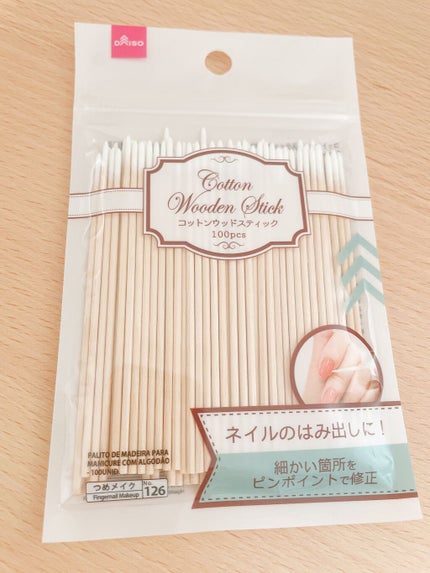 DAISO
Cotton
Wooden Stick
コットンウッドスティック
100pcs
ネイルのはみ出しに!
細かい箇所を
ピンポイントで修正
PALITO DE MADEIRA PARA
MANICURE COM ALGODÃO
-100UNID
つめメイク No.
Fingernail Makeup 126